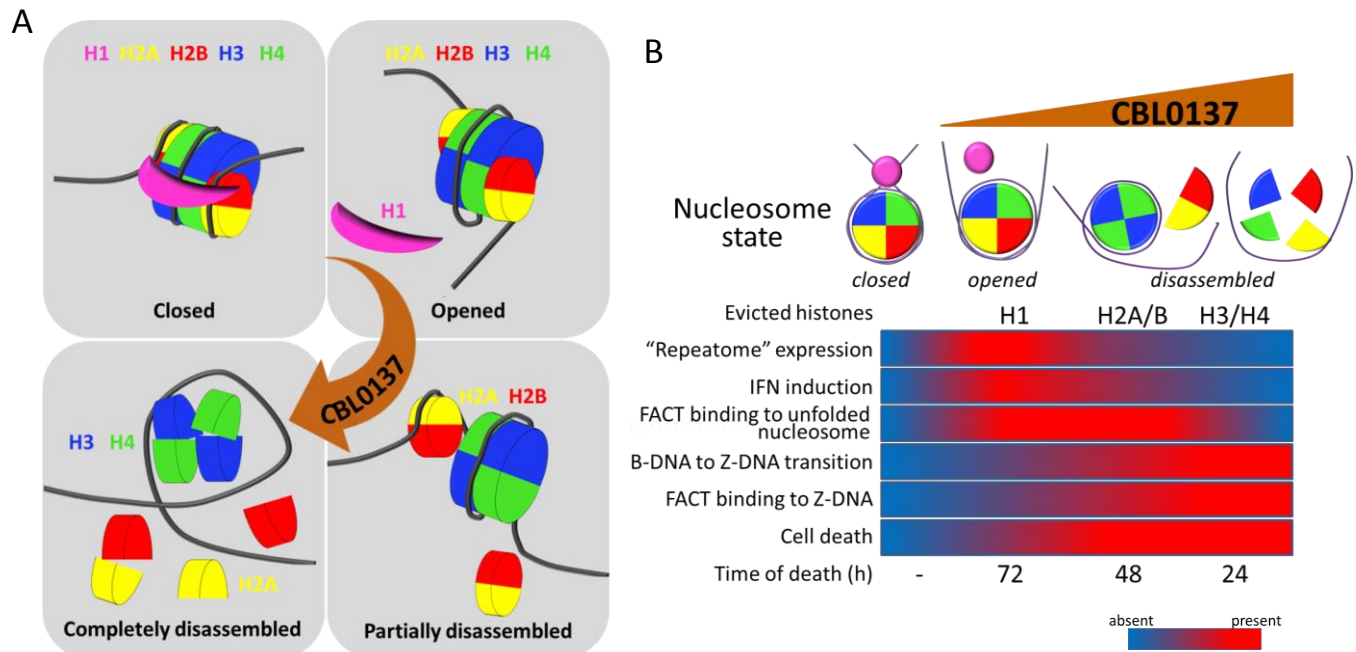 A
H1 H2A H2B H3 H4
H1
Closed
H2A H2B H3 H4
Opened
CBL0137
H3 H4
H2A
Completely disassembled
H2A H2B
Partially disassembled
B
CBL0137
Nucleosome
state
closed
opened
disassembled
Evicted histones
H1
H2A/B
H3/H4
“Repeatome” expression
IFN induction
FACT binding to unfolded
nucleosome
B-DNA to Z-DNA transition
FACT binding to Z-DNA
Cell death
Time of death (h)
-
72
48
24
absent
present